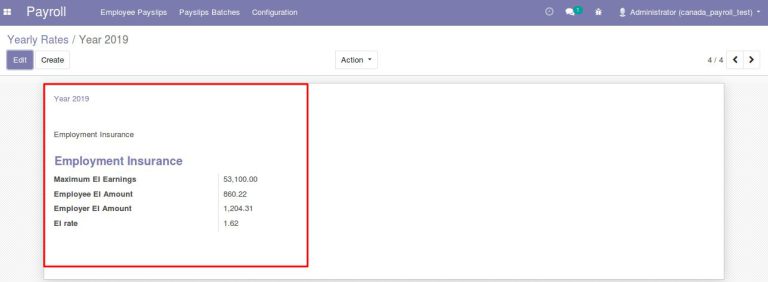 Payroll Employee Payslips Payslips Batches Configuration 1 Administrator (canada_payroll_test)
Yearly Rates / Year 2019
Edit Create Action 4 / 4
Year 2019
Employment Insurance
Employment Insurance
Maximum EI Earnings 53,100.00
Employee EI Amount 860.22
Employer EI Amount 1,204.31
EI rate 1.62